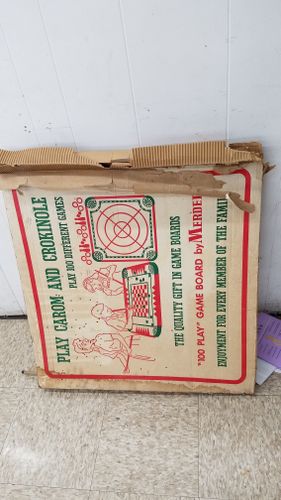 PLAY CAROM AND CROKINOLE
PLAY 100 DIFFERENT GAMES
THE QUALITY GIFT IN GAME BOARDS
"100 PLAY" GAME BOARD by: MERDEL
ENJOYMENT FOR EVERY MEMBER OF THE FAMILY